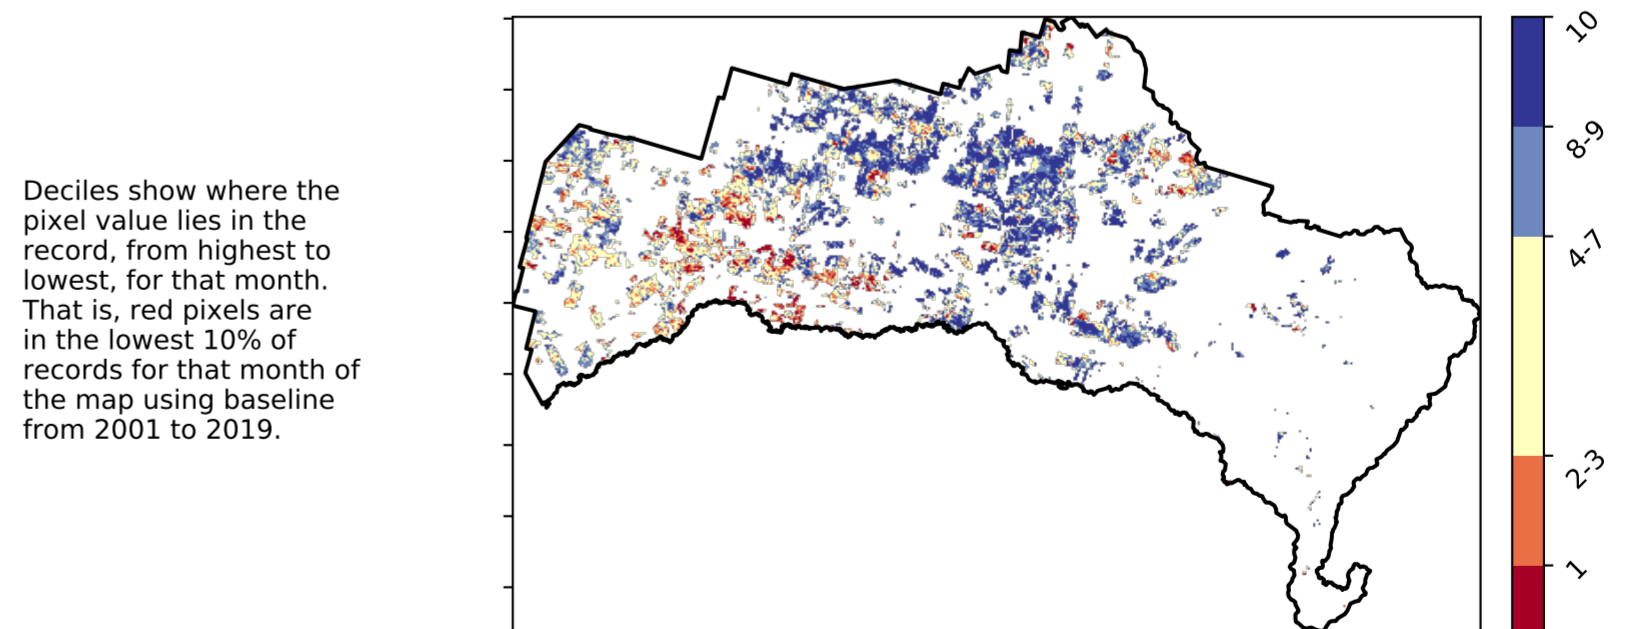 Deciles show where the
pixel value lies in the
record, from highest to
lowest, for that month.
That is, red pixels are
in the lowest 10% of
records for that month of
the map using baseline
from 2001 to 2019.
10
8-9
4-7
2-3
1